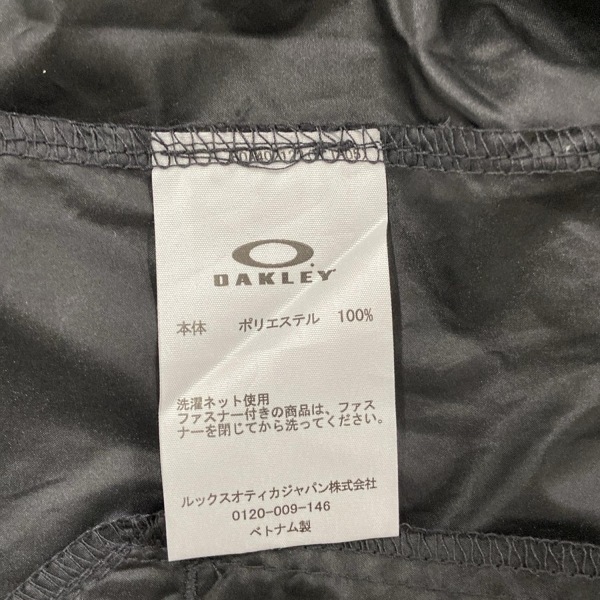 OAKLEY
本体 ポリエステル 100%
洗濯ネット使用
ファスナー付きの商品は、ファス
ナーを閉じてから洗ってください。
ルックスオティカジャパン株式会社
0120-009-146
ベトナム製